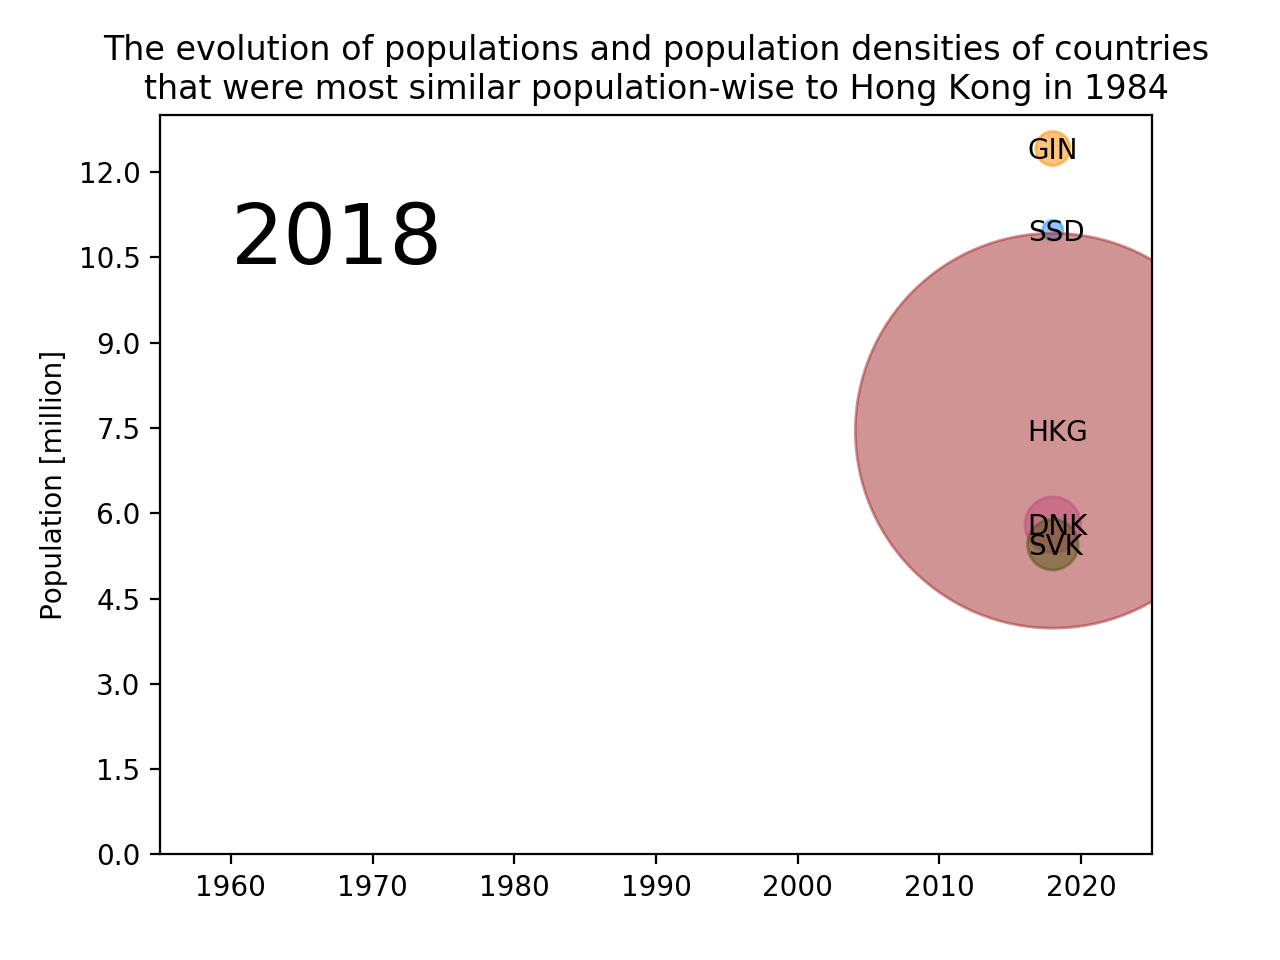 The evolution of populations and population densities of countries
that were most similar population-wise to Hong Kong in 1984
GIN
12.0
2018
SSD
10.5
9.0
7.5
HKG
Population [million]
6.0
DNK
SVK
4.5
3.0
1.5
0.0
1960 1970 1980 1990 2000 2010 2020